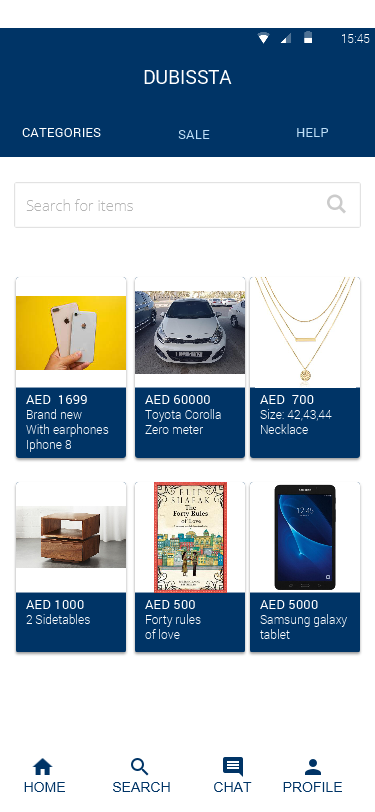 15:45
DUBISSTA
CATEGORIES
SALE
HELP
Search for items
AED 1699
Brand new
With earphones
Iphone 8
AED 60000
Toyota Corolla
Zero meter
AED 700
Size: 42,43,44
Necklace
ELIF
SHAFAK
The
Forty Rules
of Love
AED 1000
2 Sidetables
AED 500
Forty rules
of love
AED 5000
Samsung galaxy
tablet
HOME
SEARCH
CHAT
PROFILE